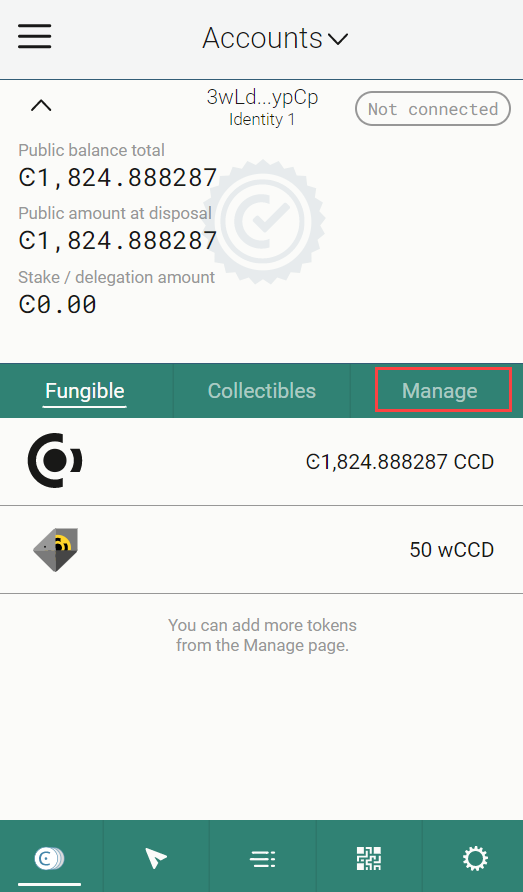 Accounts
3wLd...ypCp
Identity 1
Not connected
Public balance total
Ͼ1,824.888287
Public amount at disposal
Ͼ1,824.888287
Stake / delegation amount
Ͼ0.00
Fungible
Collectibles
Manage
Ͼ1,824.888287 CCD
50 wCCD
You can add more tokens
from the Manage page.